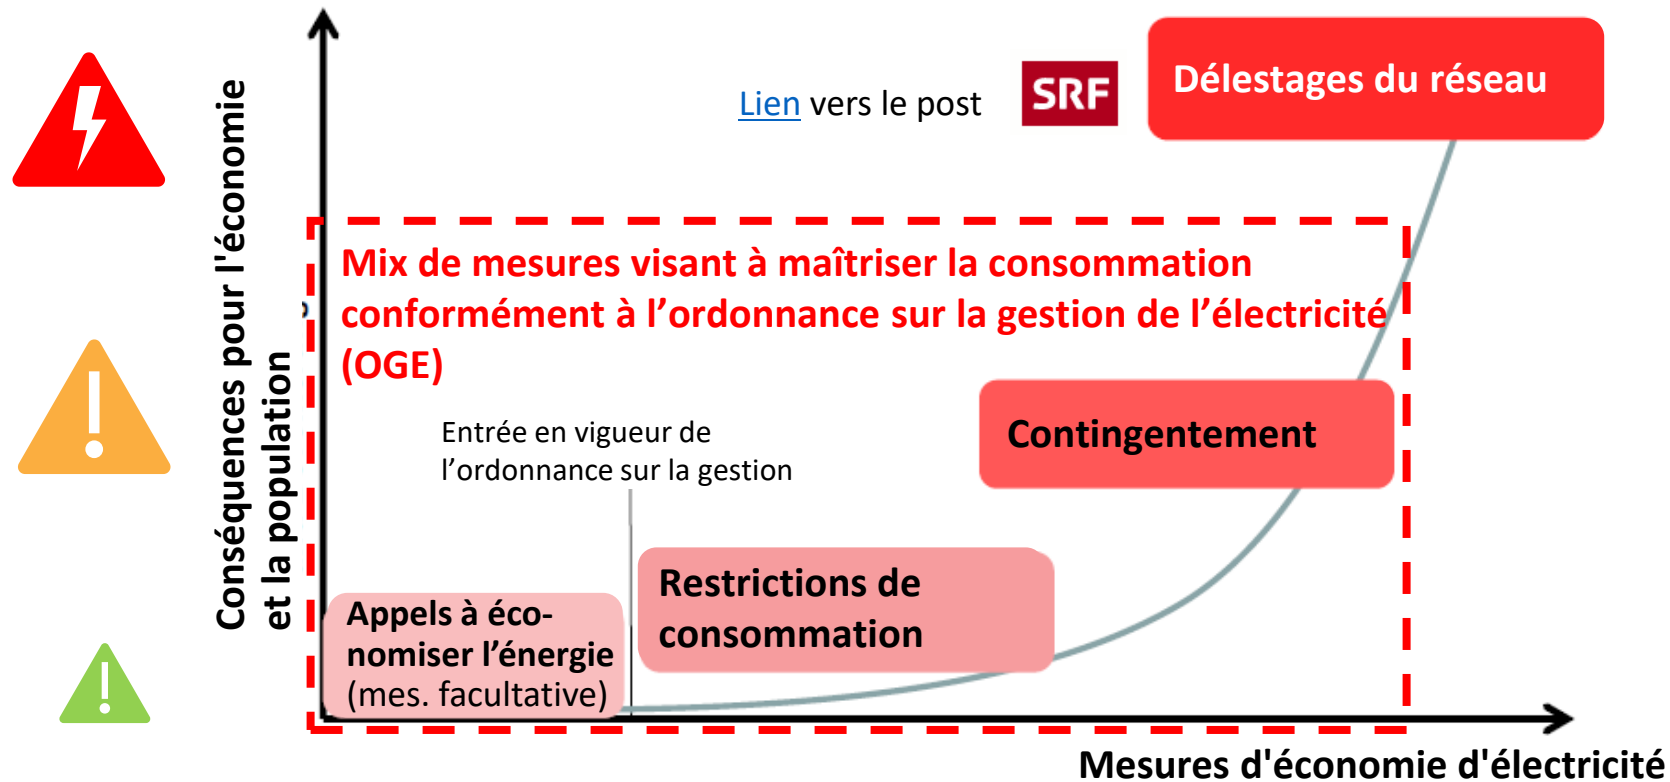 Conséquences pour l'économie
et la population
Lien vers le post
SRF
Délestages du réseau
Mix de mesures visant à maîtriser la consommation
conformément à l’ordonnance sur la gestion de l’électricité
(OGE)
Contingentement
Entrée en vigueur de
l’ordonnance sur la gestion
Restrictions de
consommation
Appels à éco-
nomiser l’énergie
(mes. facultative)
Mesures d'économie d'électricité